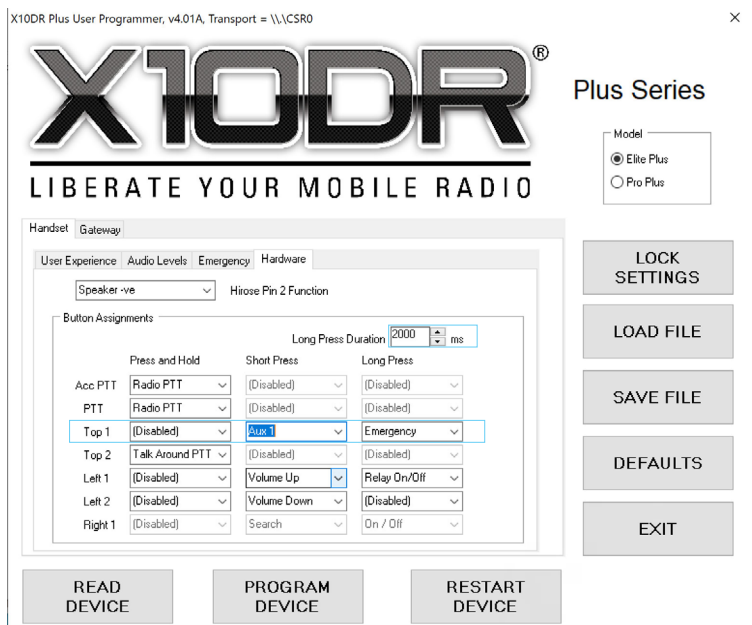 X10DR Plus User Programmer, v4.01A, Transport = \\.\CSR0
X10DR®
LIBERATE YOUR MOBILE RADIO
Plus Series
Model
Elite Plus
Pro Plus
Handset Gateway
User Experience Audio Levels Emergency Hardware
Speaker -ve Hirose Pin 2 Function
Button Assignments
Long Press Duration 2000 ms
Press and Hold Short Press Long Press
Acc PTT Radio PTT (Disabled) (Disabled)
PTT Radio PTT (Disabled) (Disabled)
Top 1 (Disabled) Aux 1 Emergency
Top 2 Talk Around PTT (Disabled) (Disabled)
Left 1 (Disabled) Volume Up Relay On/Off
Left 2 (Disabled) Volume Down (Disabled)
Right 1 (Disabled) Search On / Off
LOCK
SETTINGS
LOAD FILE
SAVE FILE
DEFAULTS
EXIT
READ
DEVICE
PROGRAM
DEVICE
RESTART
DEVICE